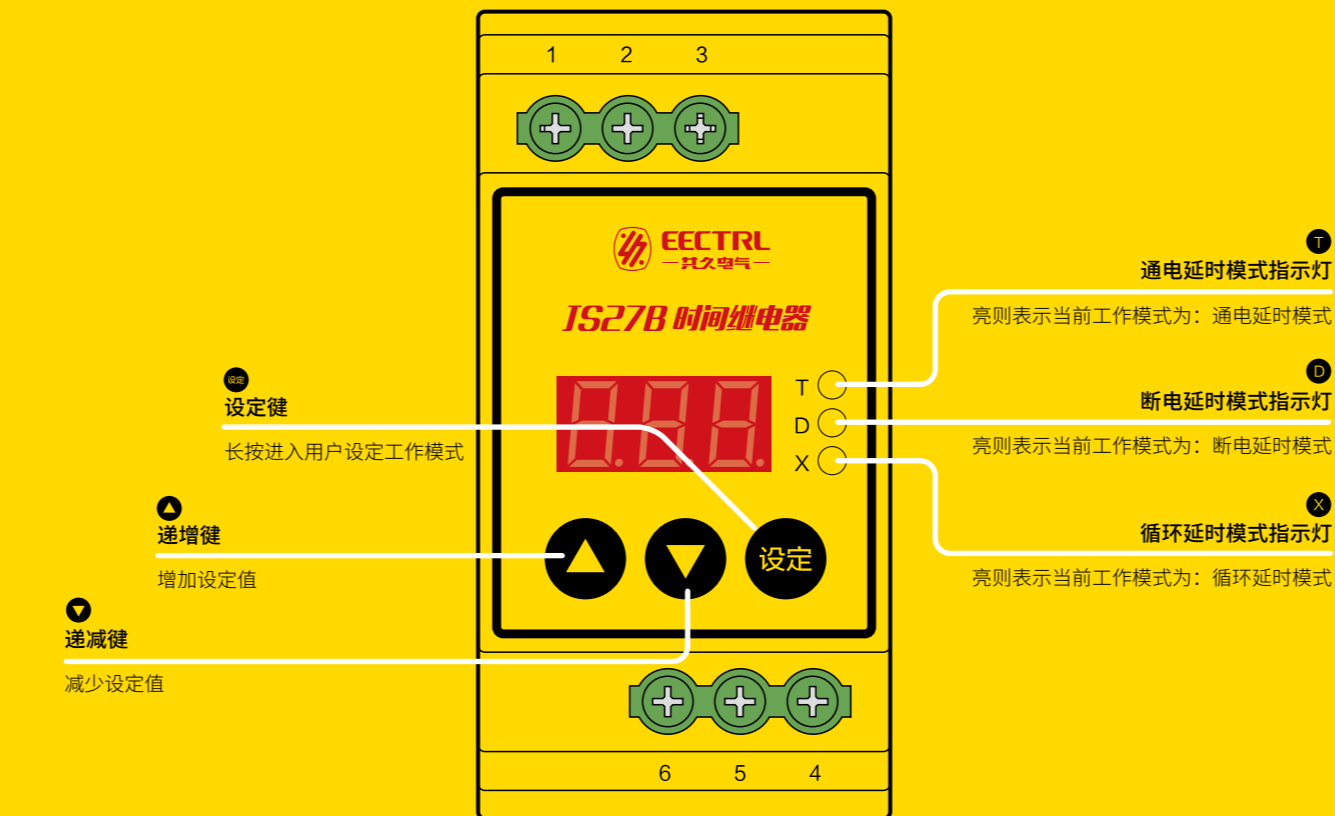 1 2 3
EECTRL
共久电气
JS27B 时间继电器
T
D
X
设定
6 5 4
设定
设定键
长按进入用户设定工作模式
递增键
增加设定值
递减键
减少设定值
T
通电延时模式指示灯
亮则表示当前工作模式为：通电延时模式
D
断电延时模式指示灯
亮则表示当前工作模式为：断电延时模式
X
循环延时模式指示灯
亮则表示当前工作模式为：循环延时模式